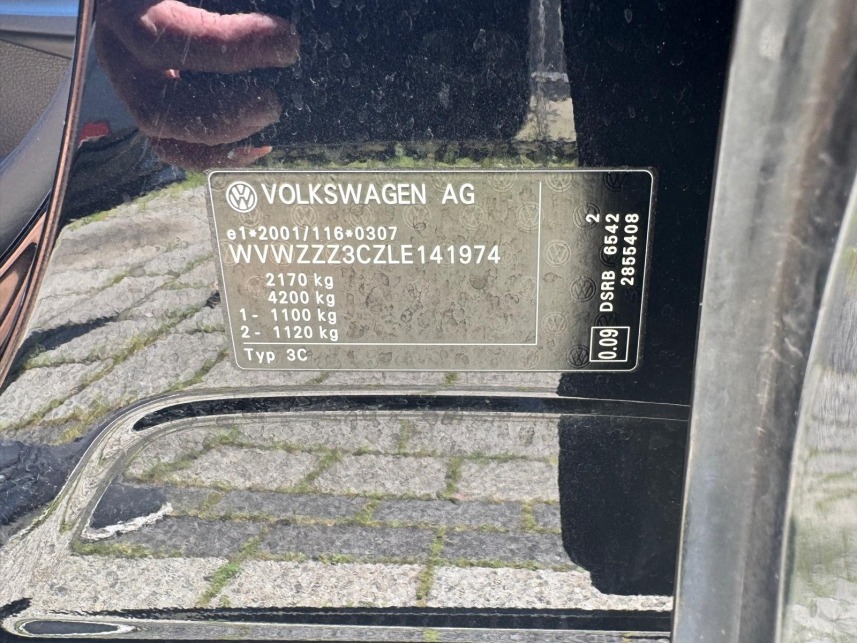 VOLKSWAGEN AG
e1*2001/116*0307
WVWZZZ3CZLE141974
2170 kg
4200 kg
1 - 1100 kg
2 - 1120 kg
Typ 3C
0.09
DSRB 6542 2
2855408